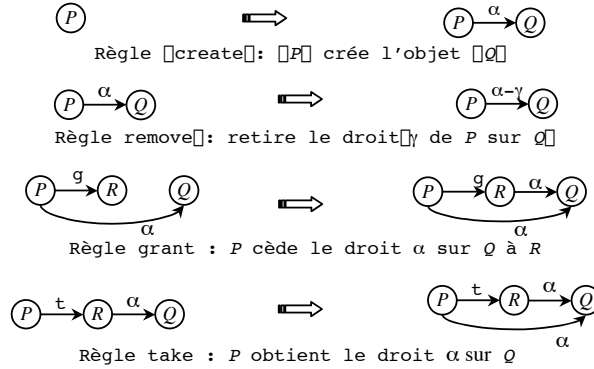 P P α Q
Règle create : P crée l'objet Q
P α Q P α-γ Q
Règle remove : retire le droit γ de P sur Q
P g R Q α P g R α Q α
Règle grant : P cède le droit α sur Q à R
P t R α Q P t R α Q α
Règle take : P obtient le droit α sur Q